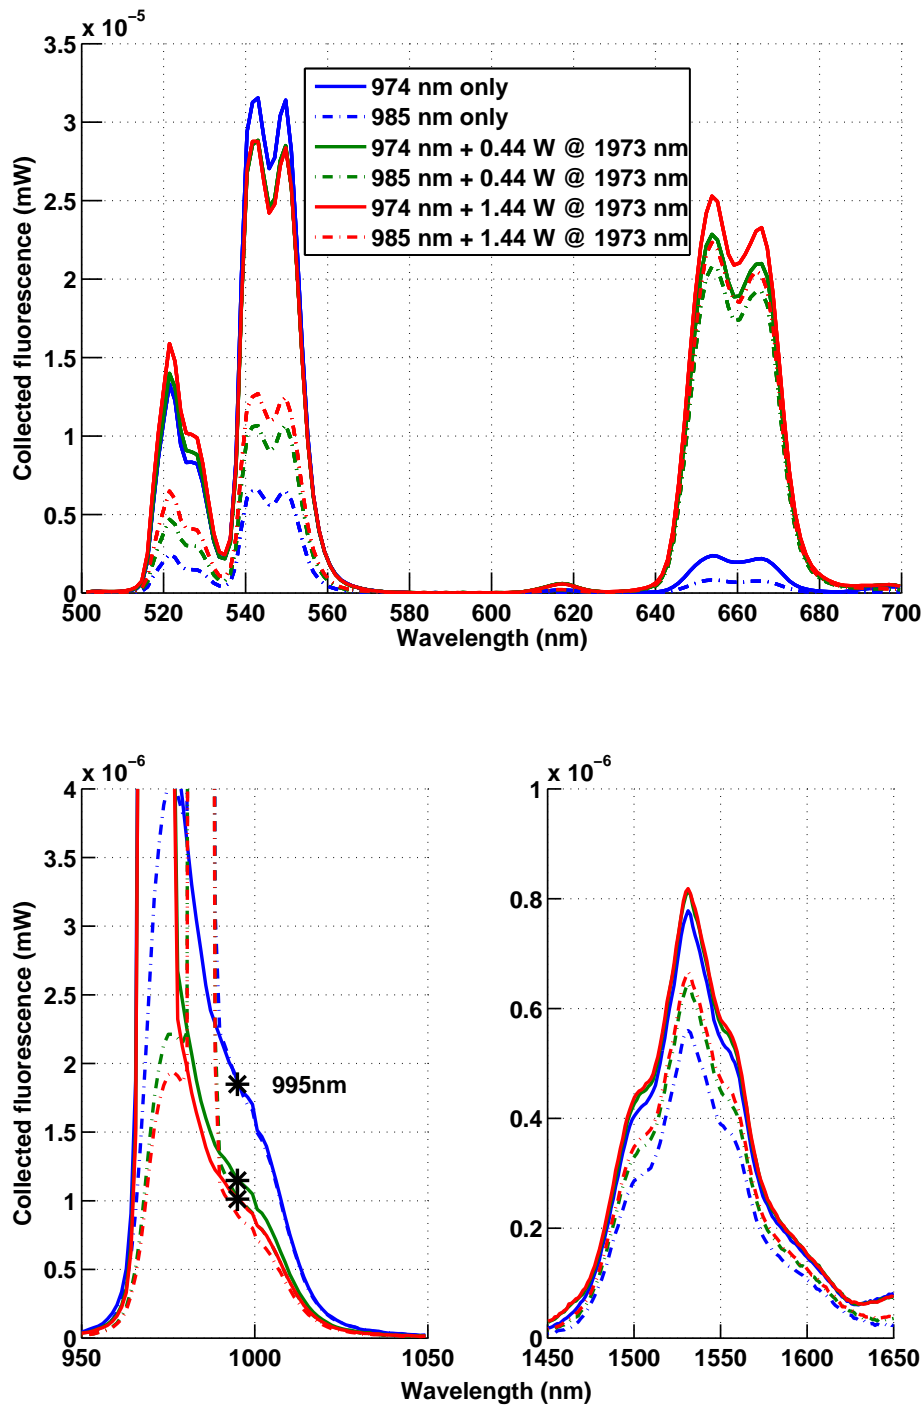 x 10−5
3.5
3
2.5
2
1.5
1
0.5
0
Collected fluorescence (mW)
974 nm only
985 nm only
974 nm + 0.44 W @ 1973 nm
985 nm + 0.44 W @ 1973 nm
974 nm + 1.44 W @ 1973 nm
985 nm + 1.44 W @ 1973 nm
500 520 540 560 580 600 620 640 660 680 700
Wavelength (nm)
x 10−6
4
3.5
3
2.5
2
1.5
1
0.5
0
Collected fluorescence (mW)
995nm
950 1000 1050
x 10−6
1
0.8
0.6
0.4
0.2
0
1450 1500 1550 1600 1650
Wavelength (nm)